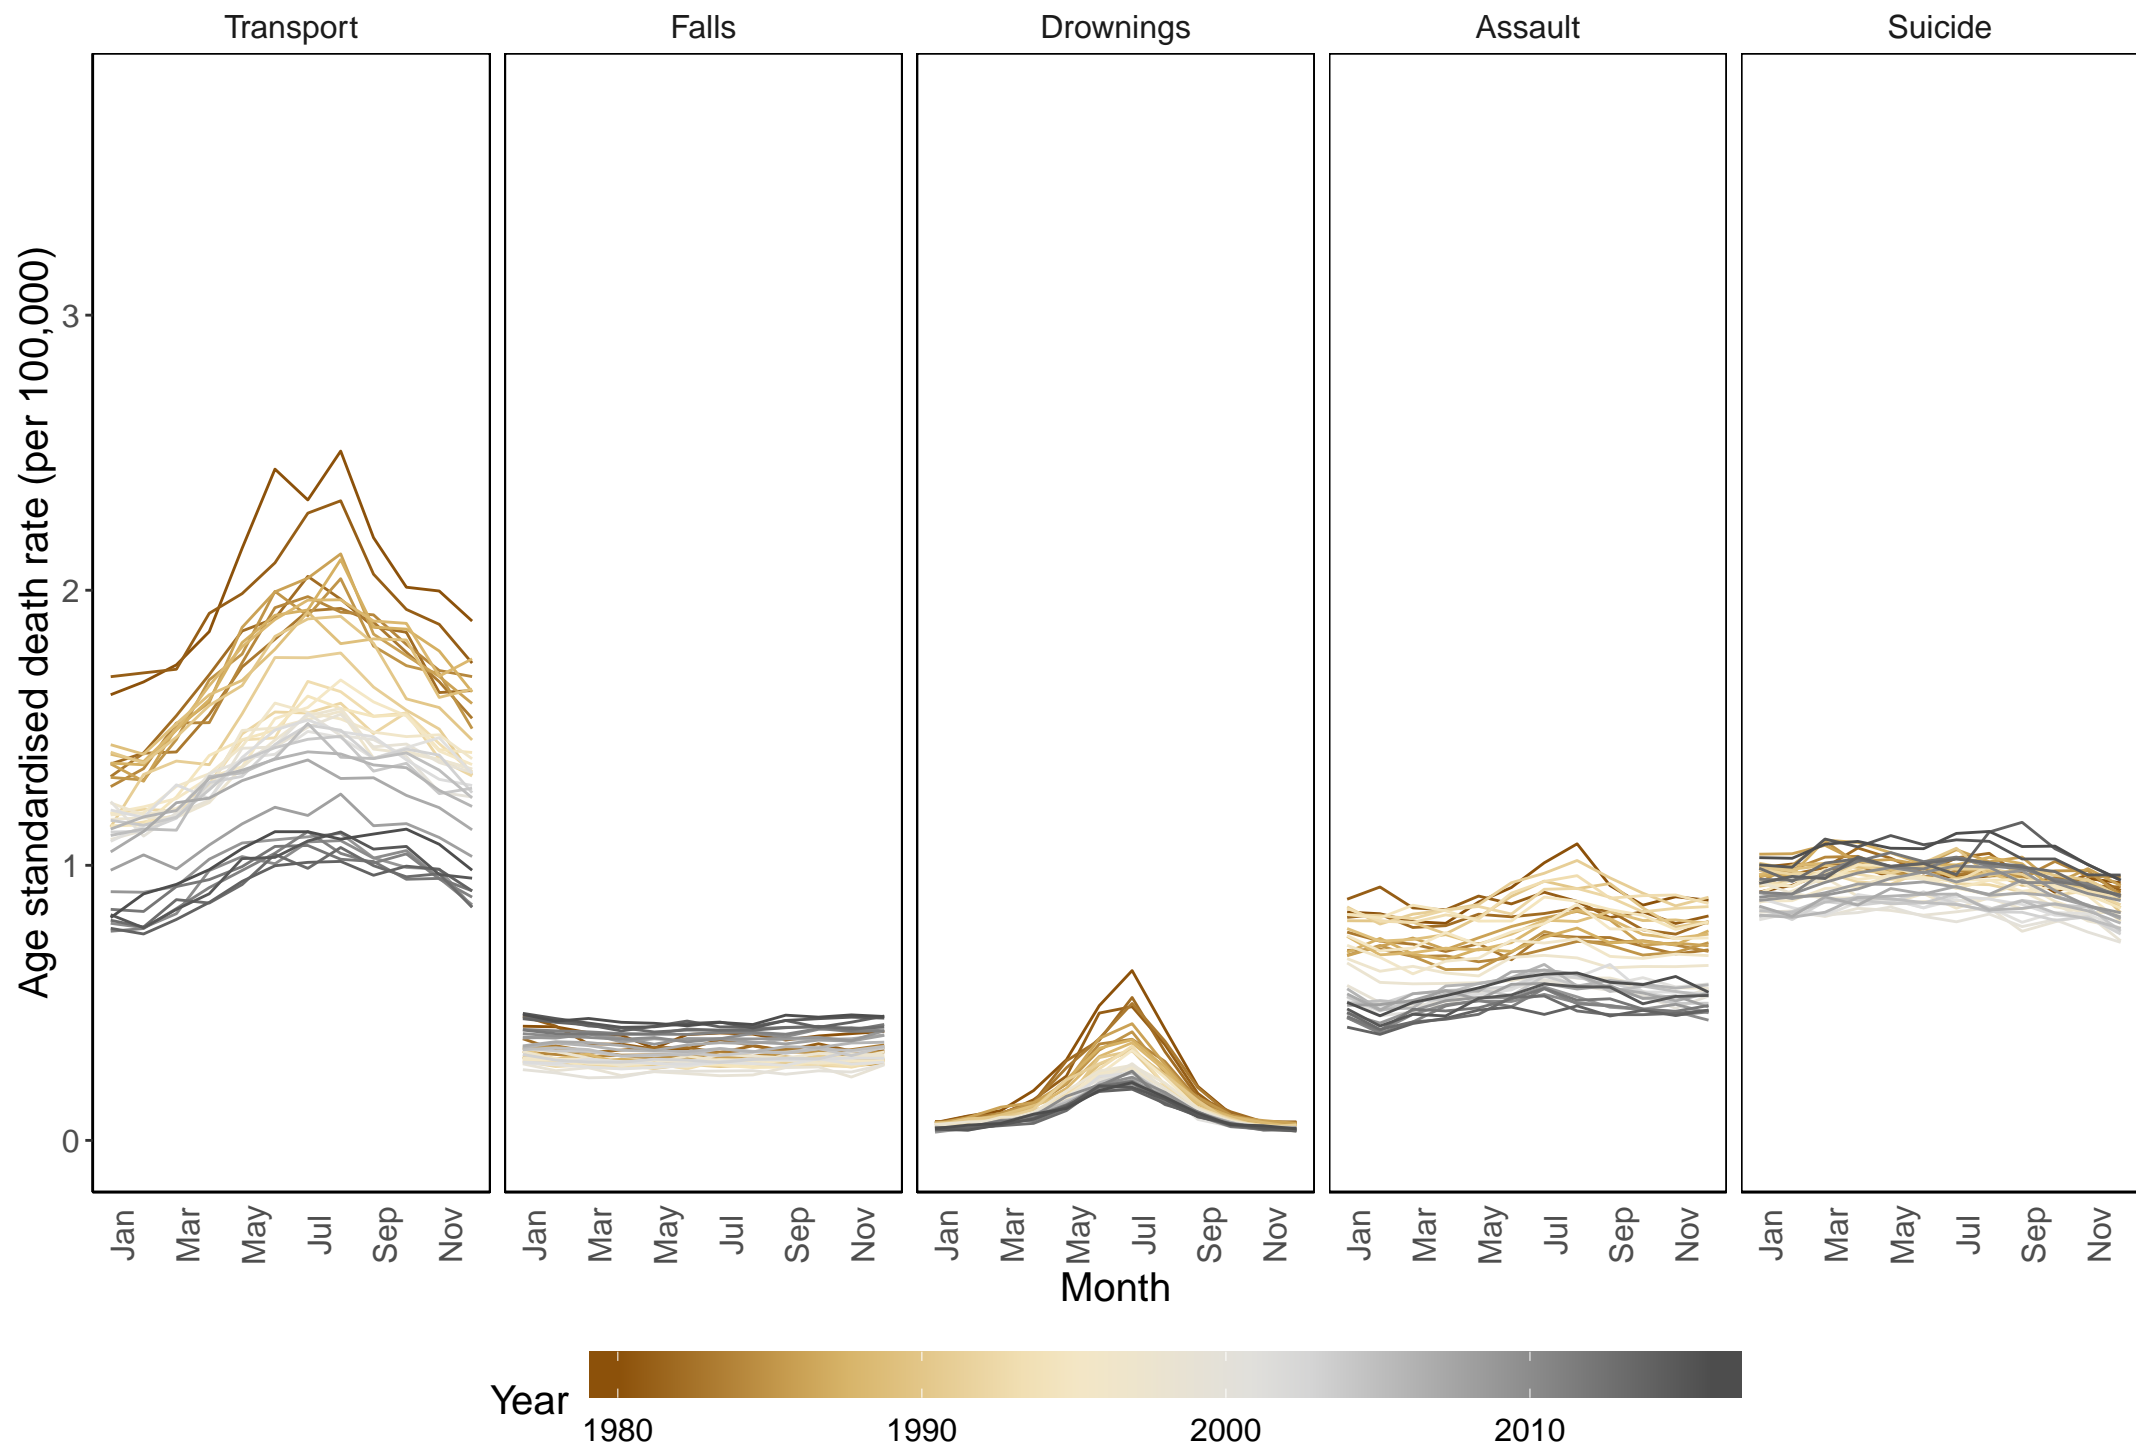 Transport Falls Drownings Assault Suicide
Age standardised death rate (per 100,000)
3
2
1
0
Jan Mar May Jul Sep Nov Jan Mar May Jul Sep Nov Jan Mar May Jul Sep Nov Jan Mar May Jul Sep Nov Jan Mar May Jul Sep Nov
Month
Year
1980 1990 2000 2010